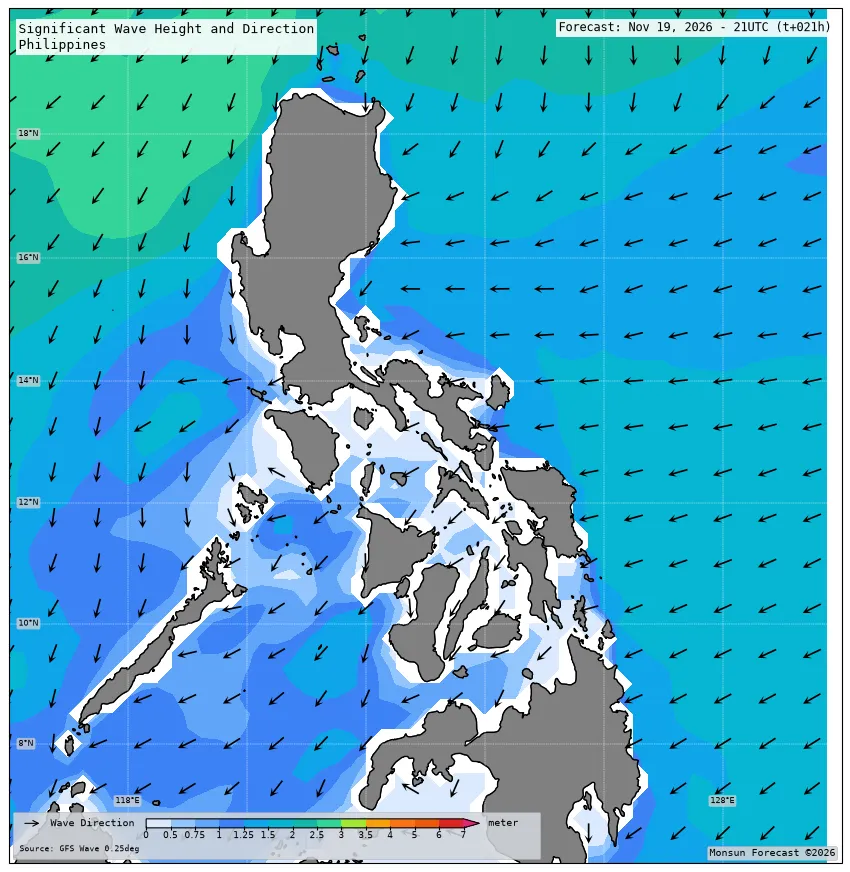 Significant Wave Height and Direction
Philippines
Forecast: Nov 19, 2026 - 21UTC (t+021h)
18°N
16°N
14°N
12°N
10°N
8°N
118°E
128°E
Wave Direction
0 0.5 0.75 1 1.25 1.5 2 2.5 3 3.5 4 5 6 7
meter
Source: GFS Wave 0.25deg
Monsun Forecast ©2026